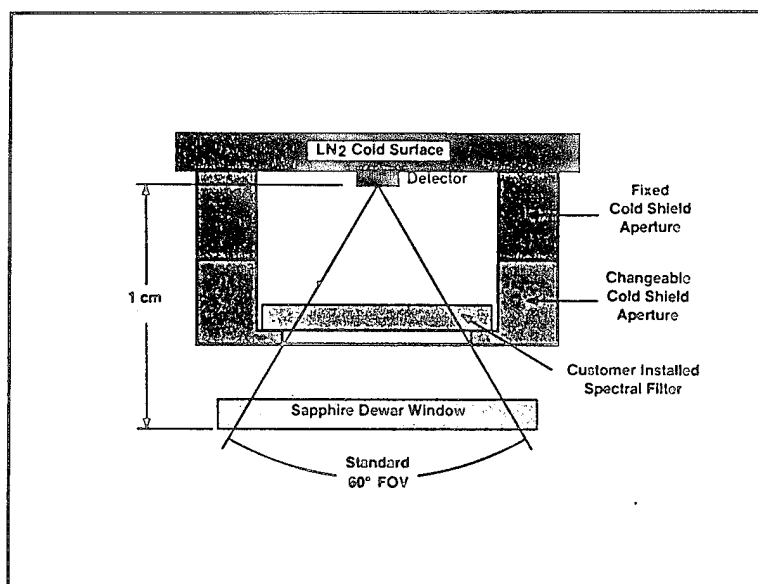 LN2 Cold Surface
Detector
Fixed
Cold Shield
Aperture
1 cm
Changeable
Cold Shield
Aperture
Customer Installed
Spectral Filter
Sapphire Dewar Window
Standard
60° FOV